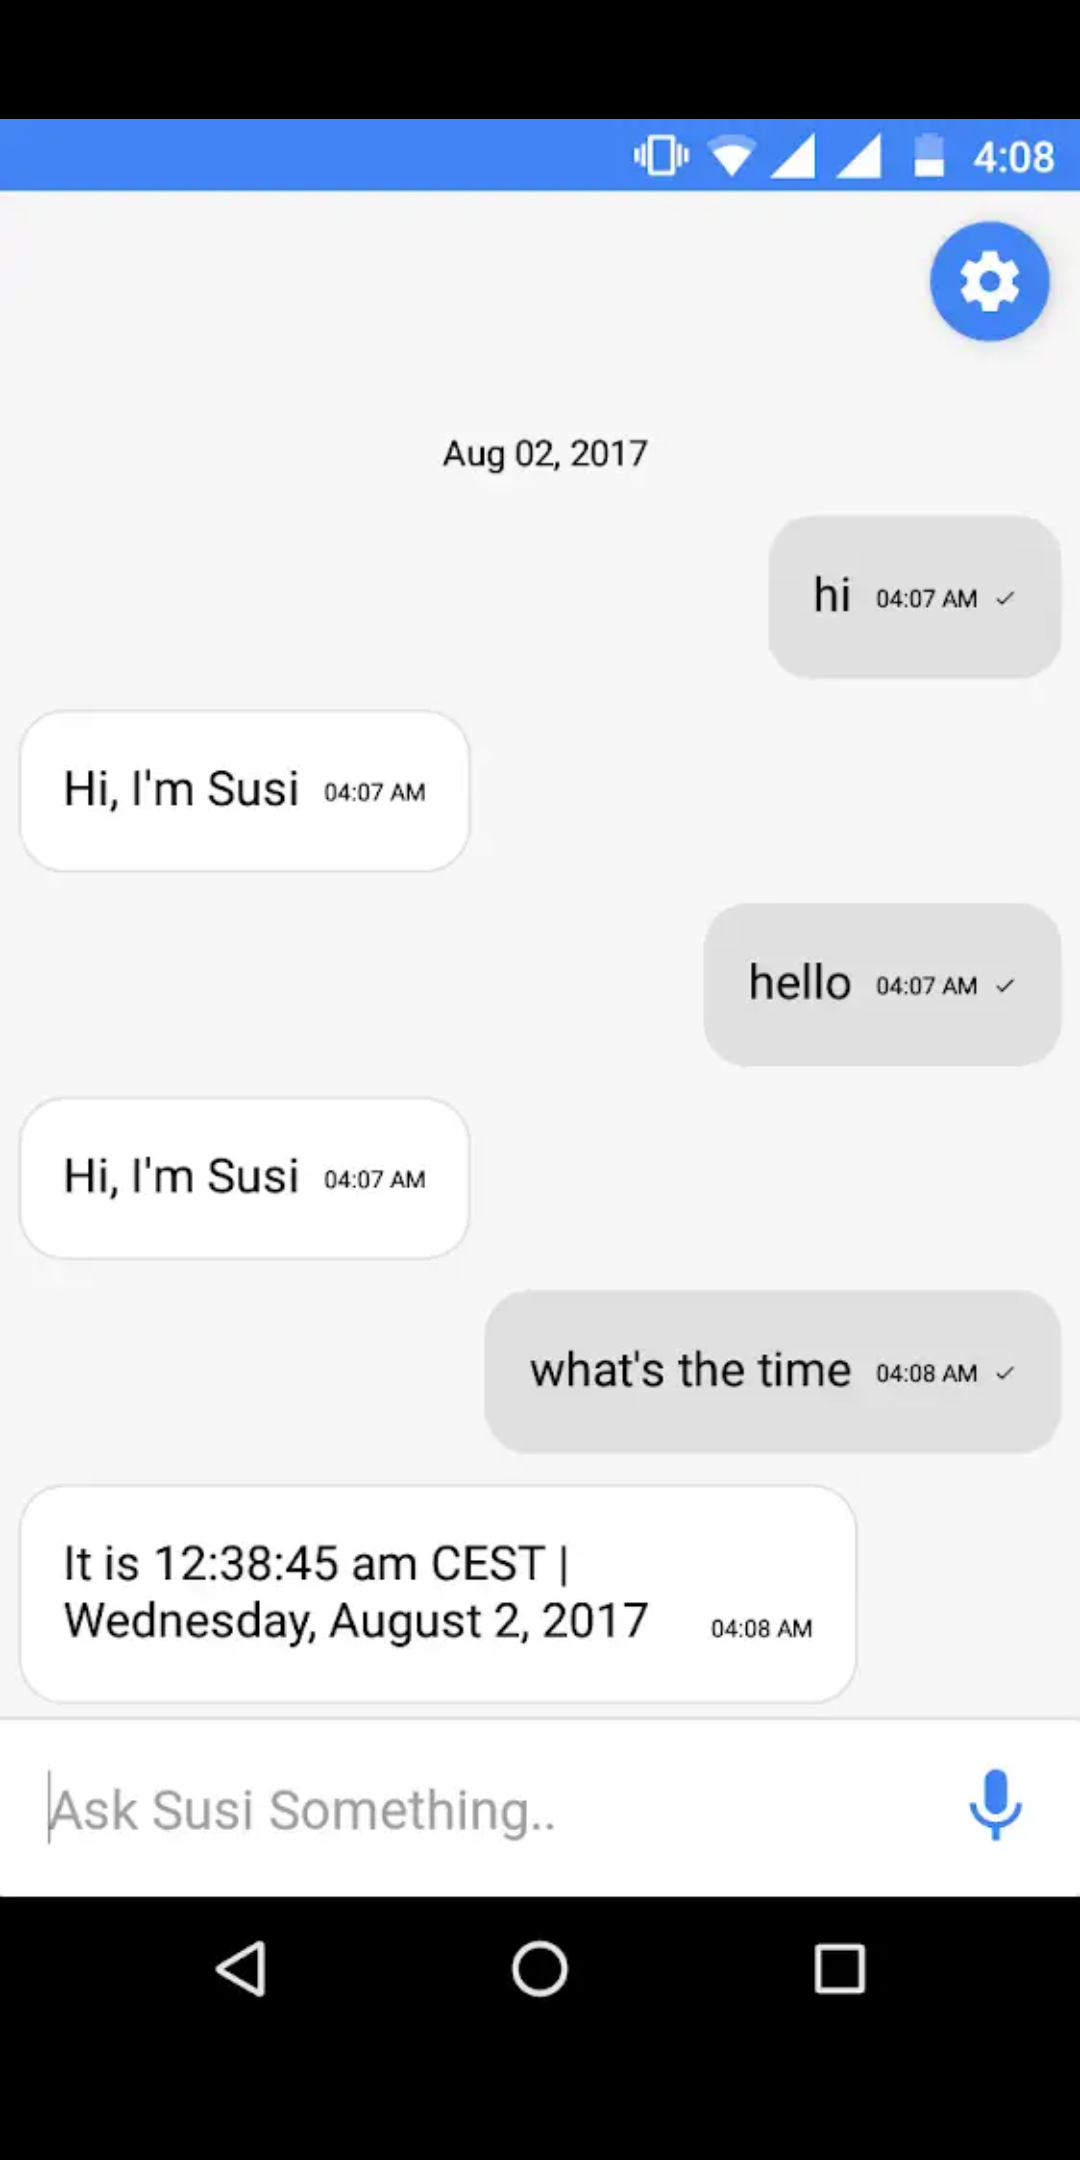 4:08
Aug 02, 2017
hi 04:07 AM ✓
Hi, I'm Susi 04:07 AM
hello 04:07 AM ✓
Hi, I'm Susi 04:07 AM
what's the time 04:08 AM ✓
It is 12:38:45 am CEST |
Wednesday, August 2, 2017 04:08 AM
Ask Susi Something..